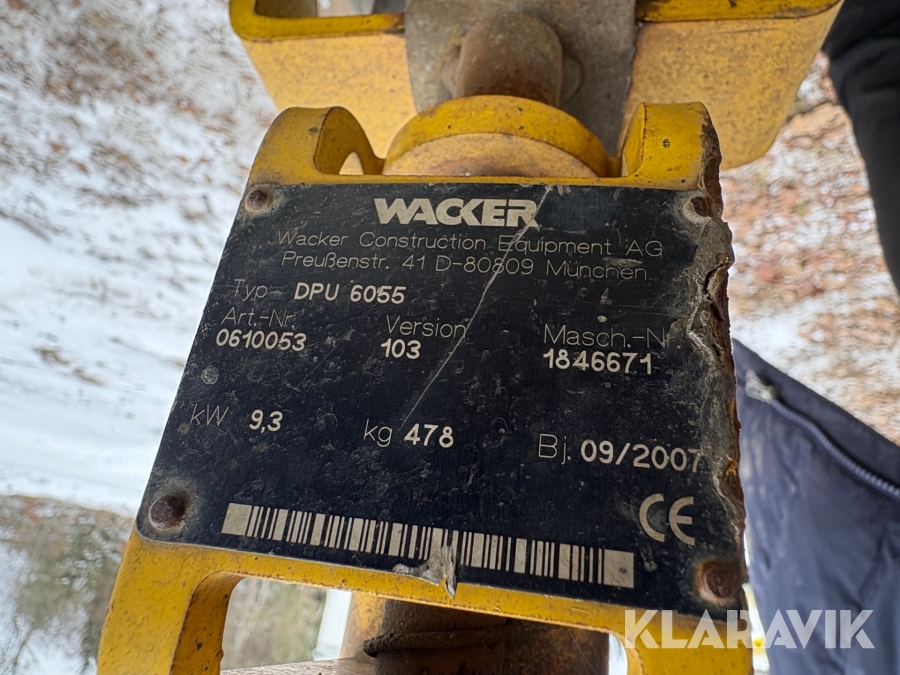 WACKER
Wacker Construction Equipment AG
Preußenstr. 41 D-80809 München
Typ DPU 6055
Art.-Nr. Version Masch.-N
0610053 103 1846671
kW 9,3 kg 478 Bj. 09/2007
CE
KLARAVIK